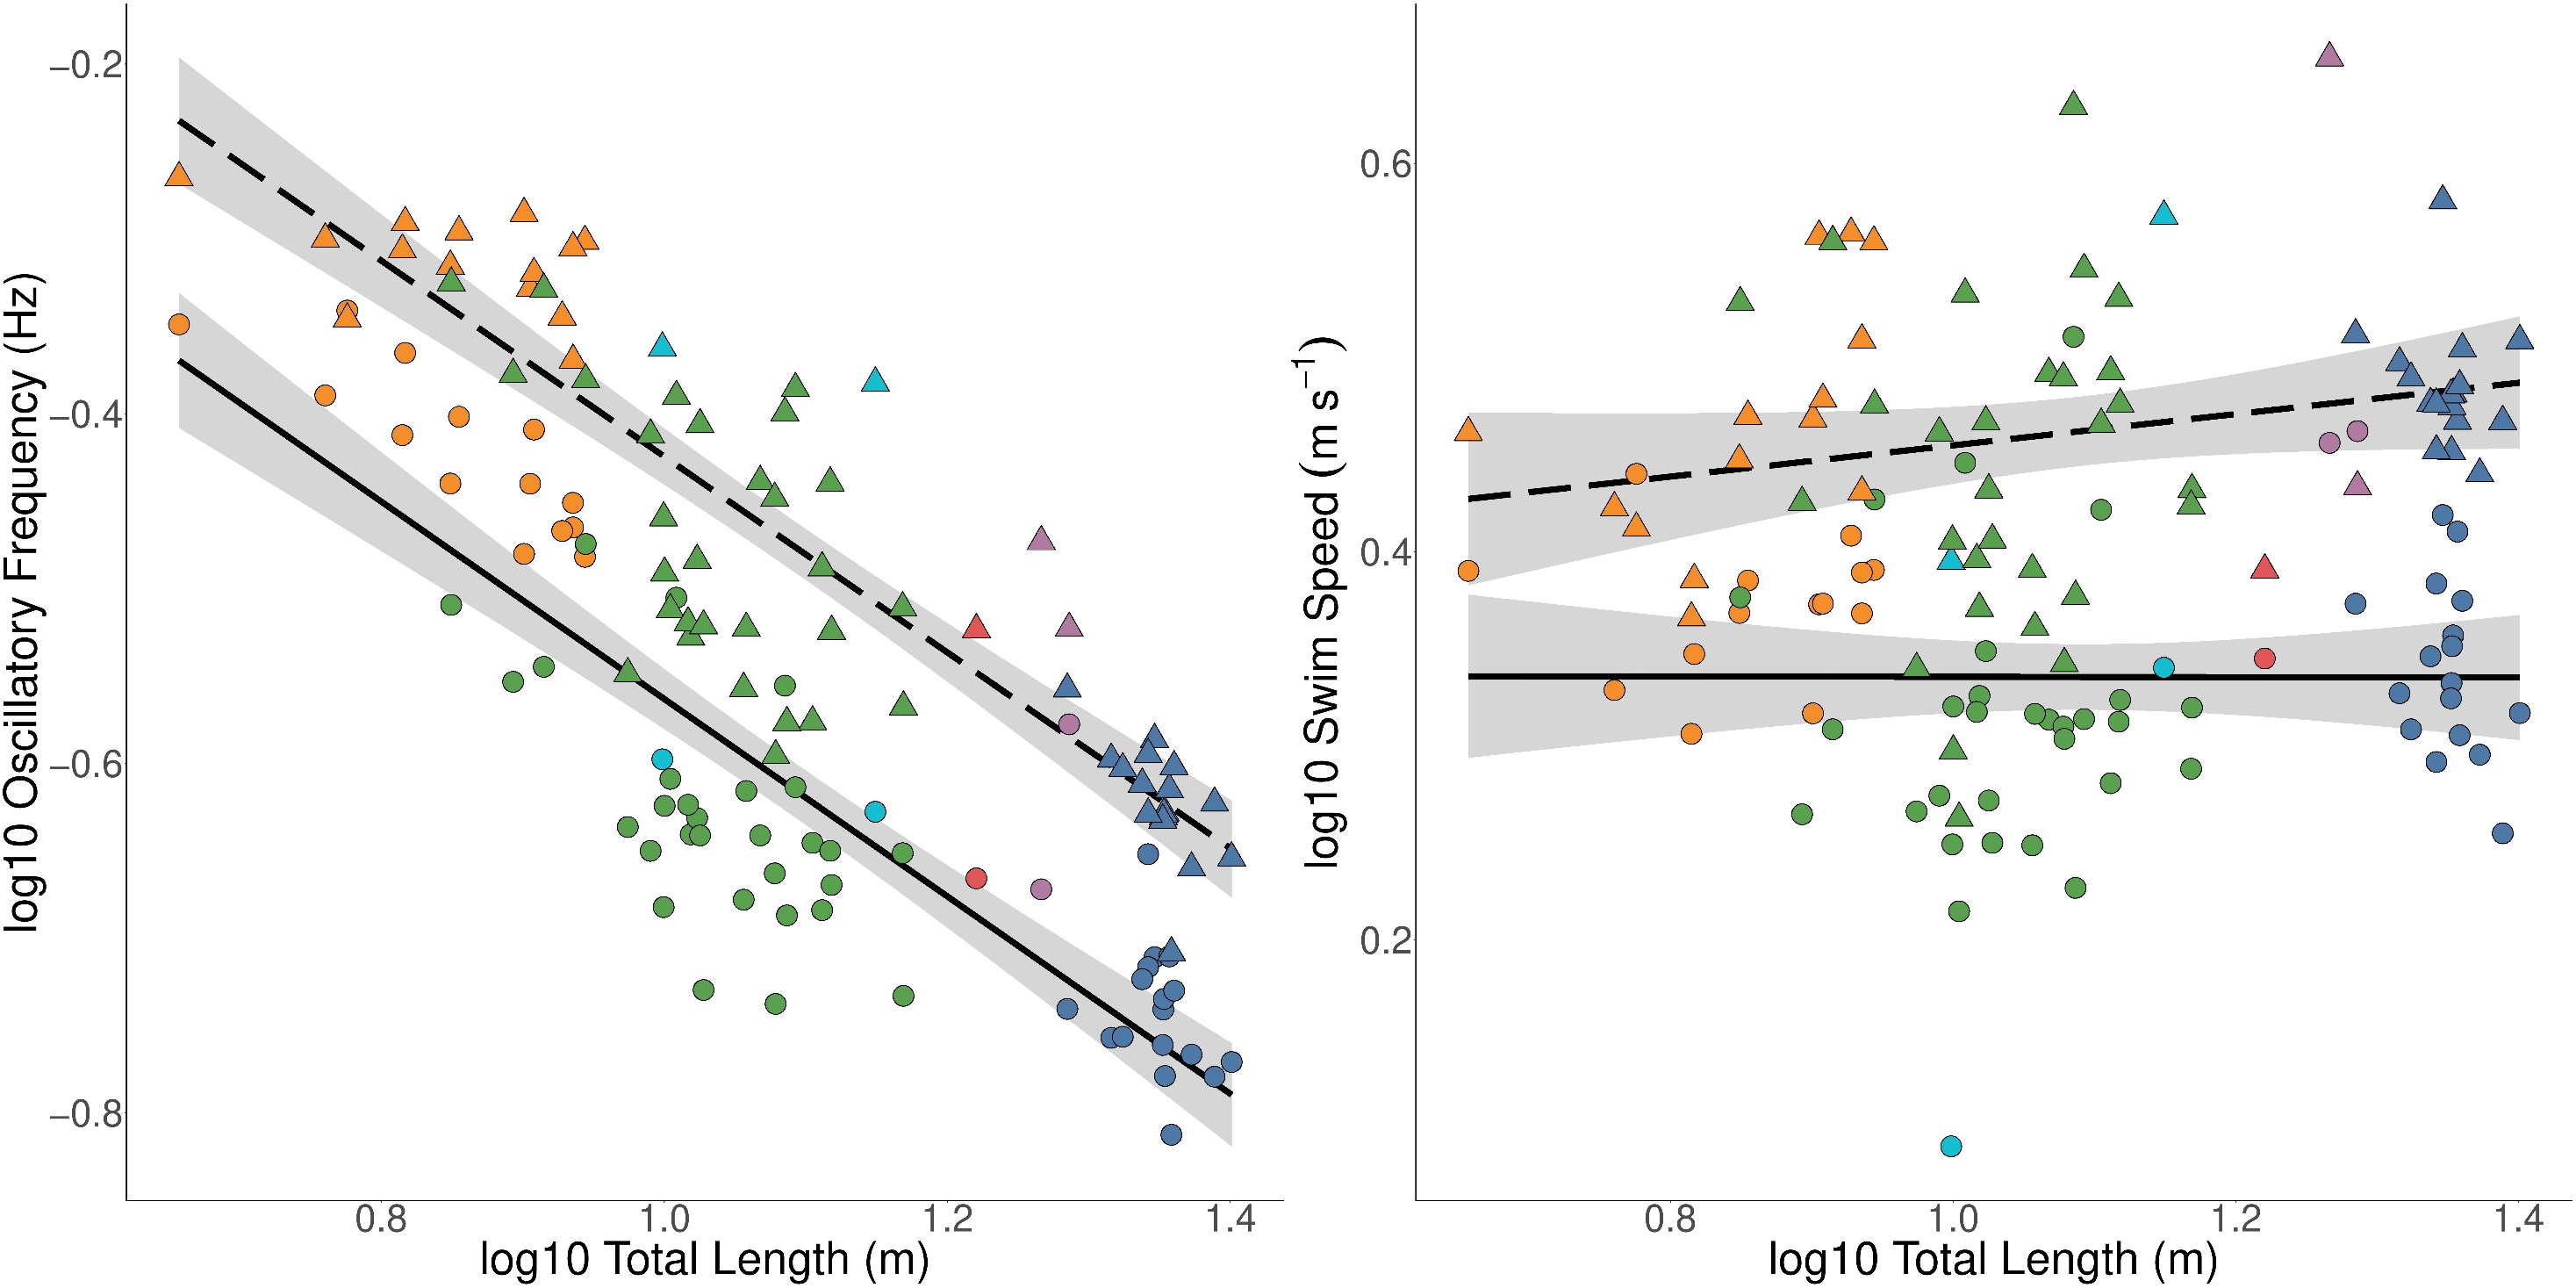 log10 Oscillatory Frequency (Hz)
−0.2
−0.4
−0.6
−0.8
0.8 1.0 1.2 1.4
log10 Total Length (m)
log10 Swim Speed (m s⁻¹)
0.6
0.4
0.2
0.8 1.0 1.2 1.4
log10 Total Length (m)